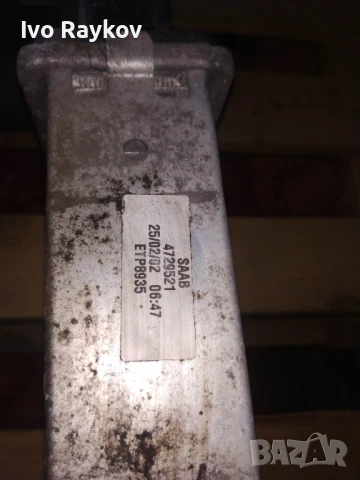 Ivo Raykov
SAAB
4729521
25/02/02 06:47
ETP8935
BAZAR